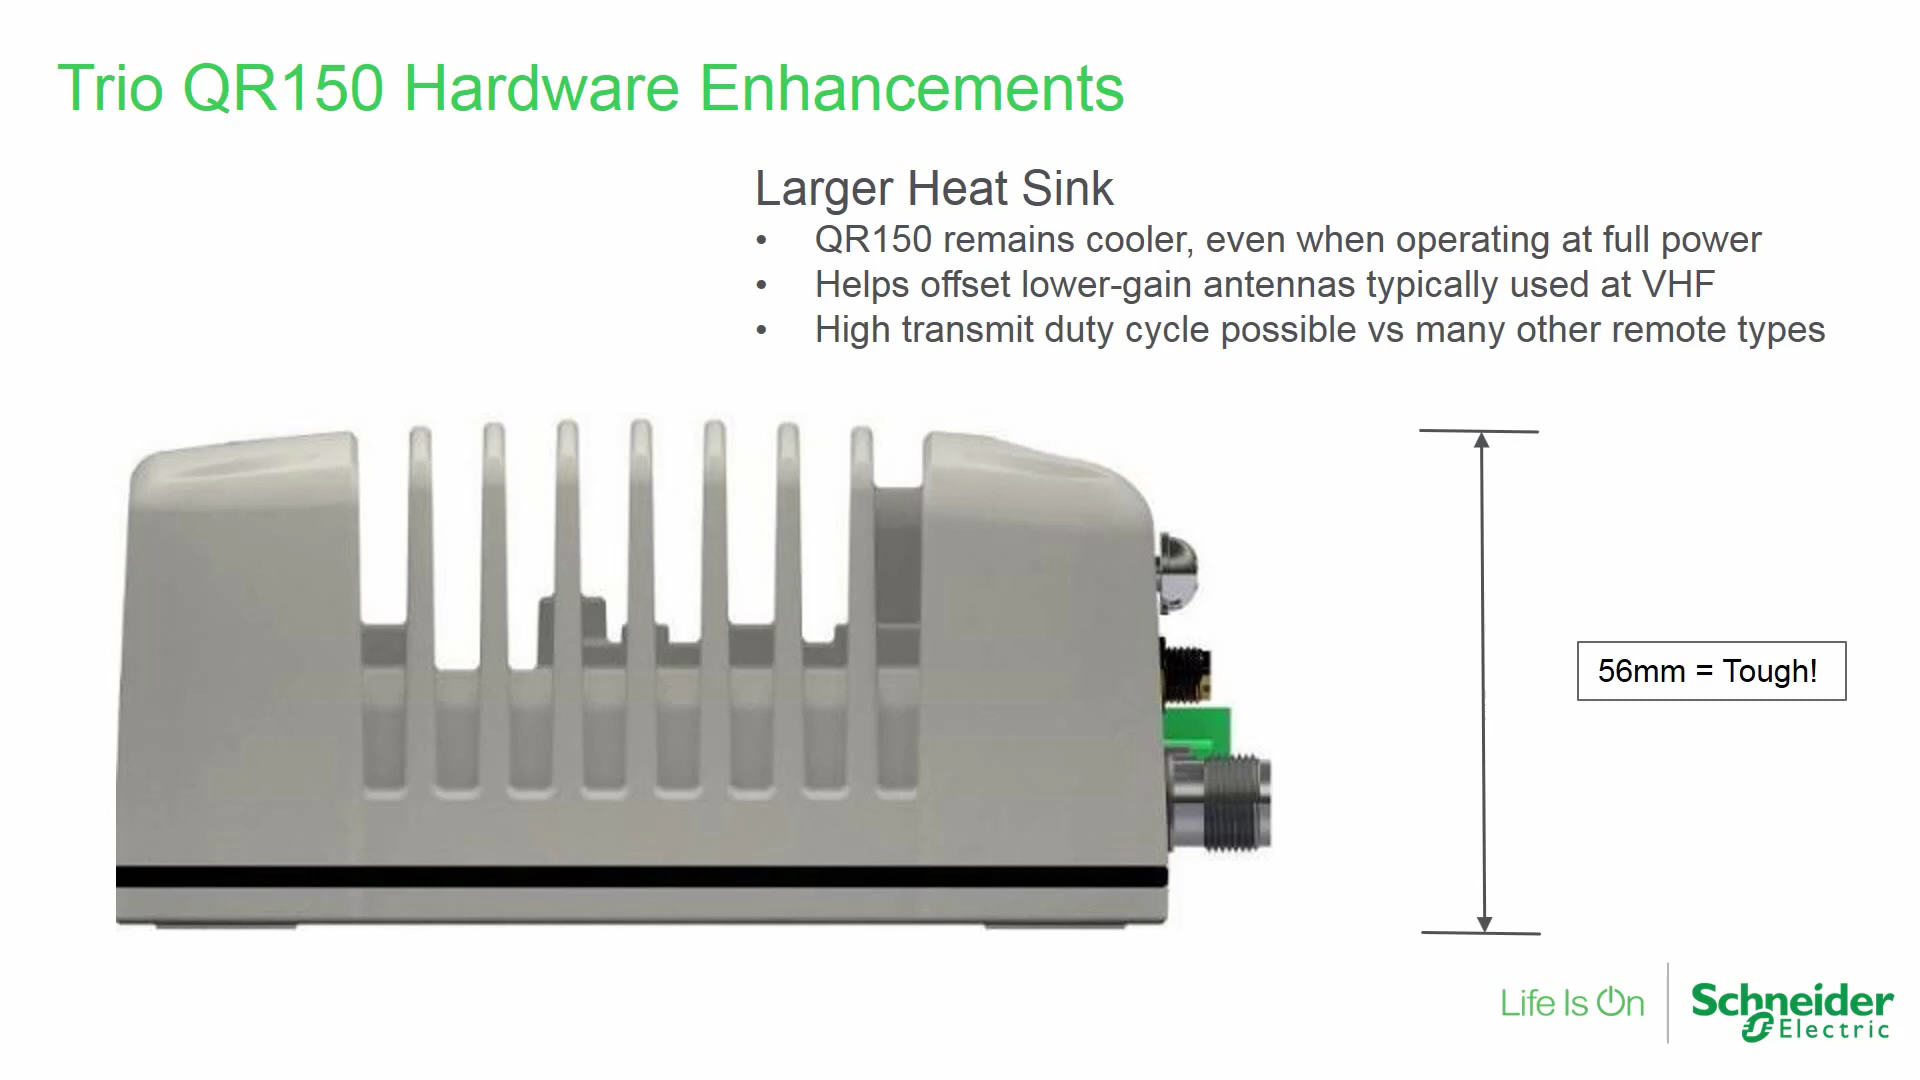 Trio QR150 Hardware Enhancements
Larger Heat Sink
• QR150 remains cooler, even when operating at full power
• Helps offset lower-gain antennas typically used at VHF
• High transmit duty cycle possible vs many other remote types
56mm = Tough!
Life Is On
Schneider
Electric